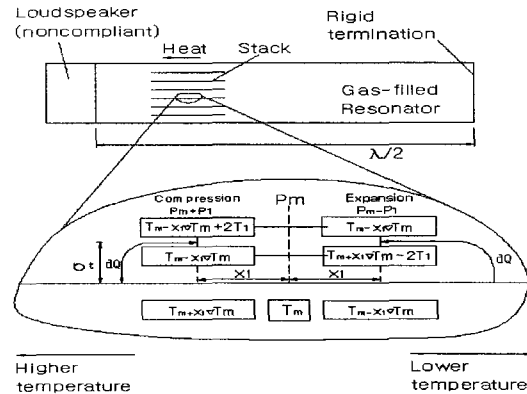 Loudspeaker
(noncompliant)
Heat
Stack
Rigid
termination
Gas-filled
Resonator
λ/2
Compression
Pm+P1
Pm
Expansion
Pm-P1
Tm-x1∇Tm+2T1
Tm-x1∇Tm
σt
dQ
Tm-x1∇Tm
Tm+x1∇Tm-2T1
dQ
x1
x1
Tm+x1∇Tm
Tm
Tm-x1∇Tm
Higher
temperature
Lower
temperature